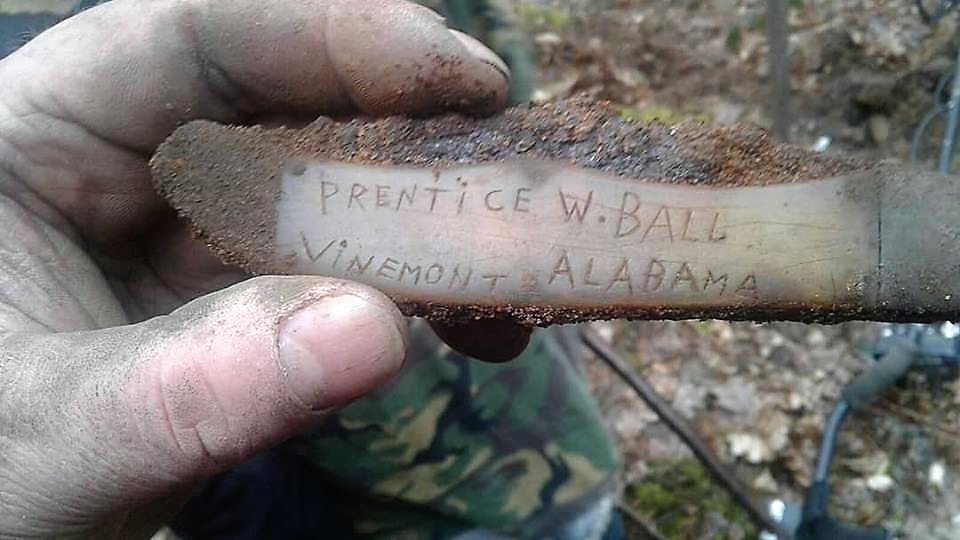 PRENTiCE W. BALL
ViNEMONT ALABAMA